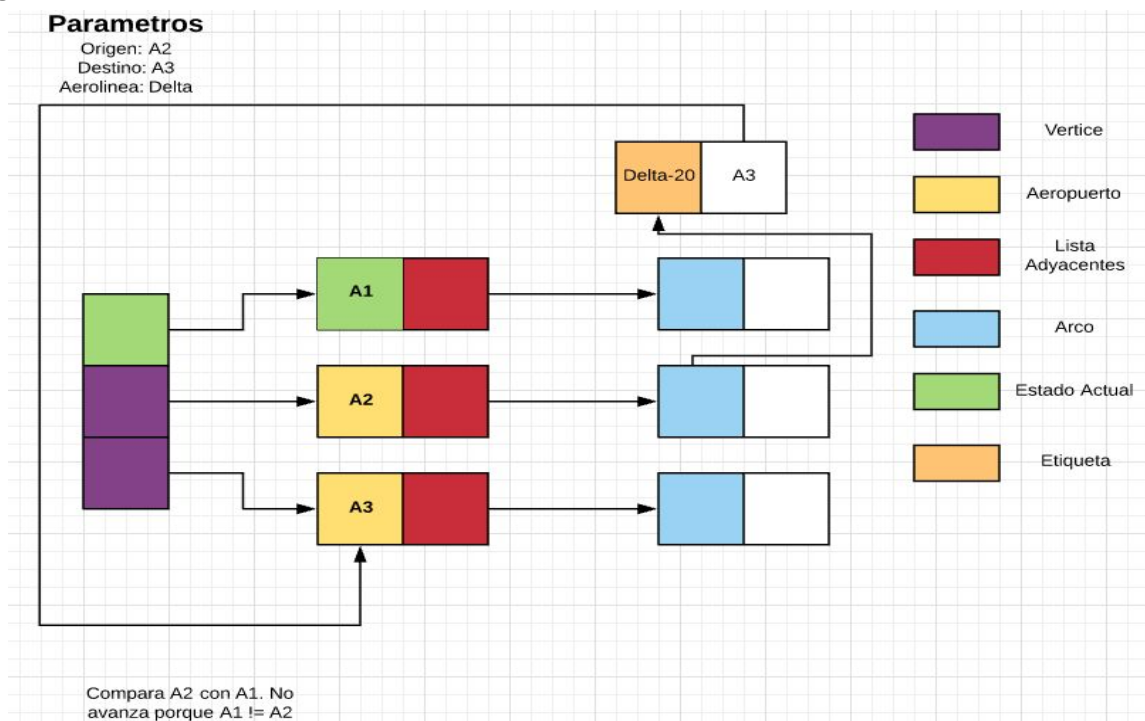 Parametros
Origen: A2
Destino: A3
Aerolinea: Delta
Delta-20
A3
A1
A2
A3
Vertice
Aeropuerto
Lista
Adyacentes
Arco
Estado Actual
Etiqueta
Compara A2 con A1. No
avanza porque A1 != A2